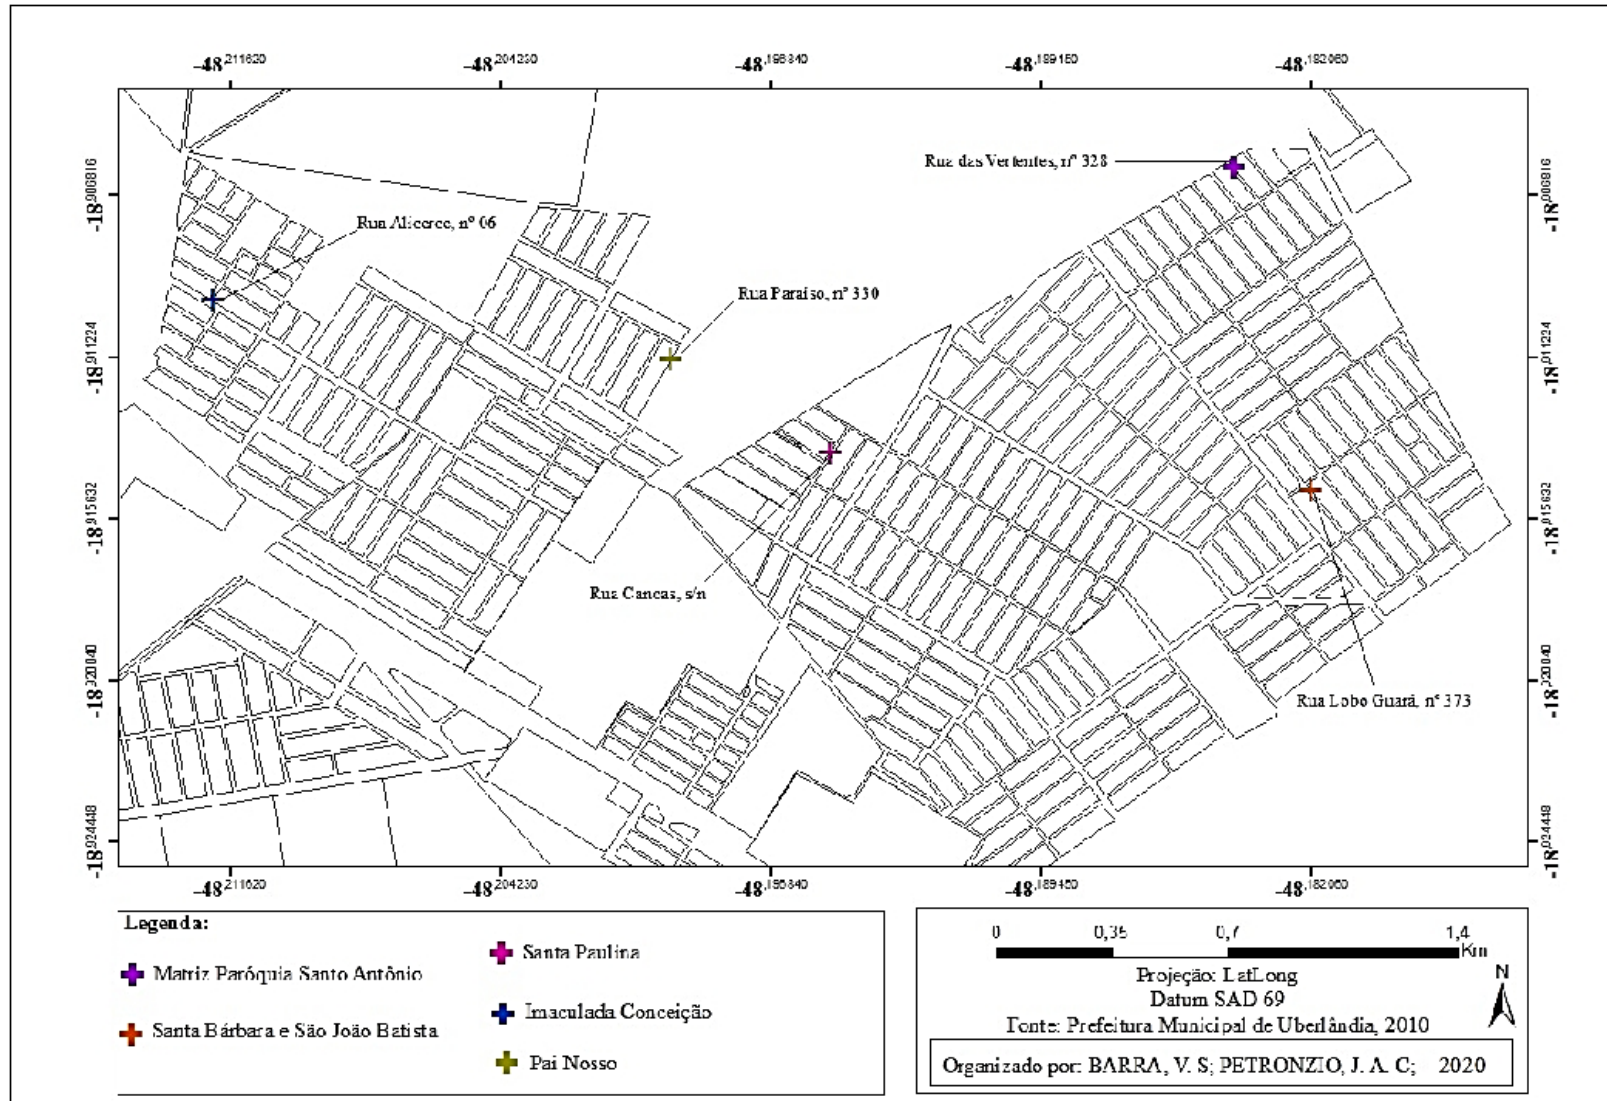 -48,211620 -48,204230 -48,196840 -48,189450 -48,182060
Rua das Vertentes, nº 328
-18,906816 -18,906816
Rua Alicerce, nº 06
Rua Paraíso, nº 330
-18,911224 -18,911224
-18,915632 -18,915632
Rua Cancas, s/n
-18,920040 -18,920040
Rua Lobo Guará, nº 373
-18,924448 -18,924448
-48,211620 -48,204230 -48,196840 -48,189450 -48,182060
Legenda:
Matriz Paróquia Santo Antônio
Santa Bárbara e São João Batista
Santa Paulina
Imaculada Conceição
Pai Nosso
0 0,35 0,7 1,4
Km
Projeção: LatLong
Datum SAD 69
Fonte: Prefeitura Municipal de Uberlândia, 2010
N
Organizado por: BARRA, V. S; PETRONZIO, J. A. C; 2020